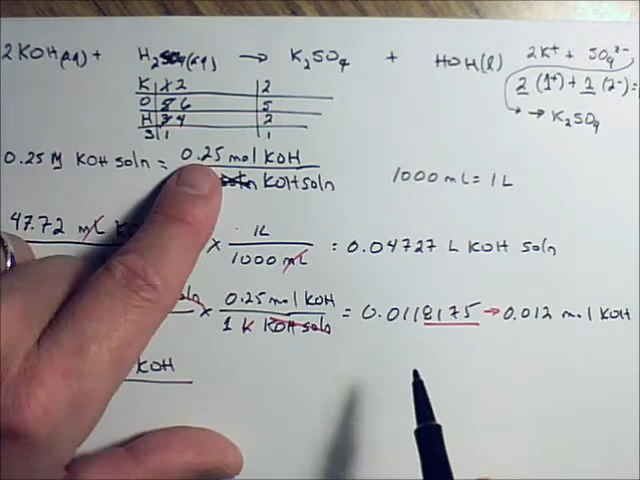 2KOH(aq) + H₂SO₄(aq) → K₂SO₄ + HOH(l) 2K⁺ + SO₄²⁻
2 (1⁺) + 1 (2⁻) =
→ K₂SO₄
K 1 2 2
O 5 6 5
H 3 4 2
S 1 1
0.25 M KOH soln = 0.25 mol KOH
KOH soln
1000 mL = 1L
47.72 mL × 1L = 0.04727 L KOH soln
1000 mL
soln × 0.25 mol KOH = 0.0118175 → 0.012 mol KOH
1 L KOH soln
KOH